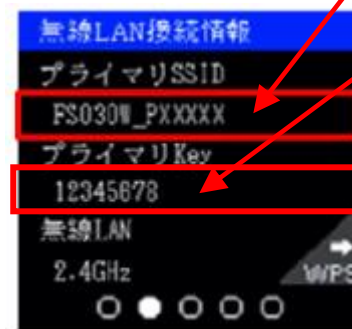 無線LAN接続情報
プライマリSSID
FS030W_PXXXXX
プライマリKey
12345678
無線LAN
2.4GHz
WPS